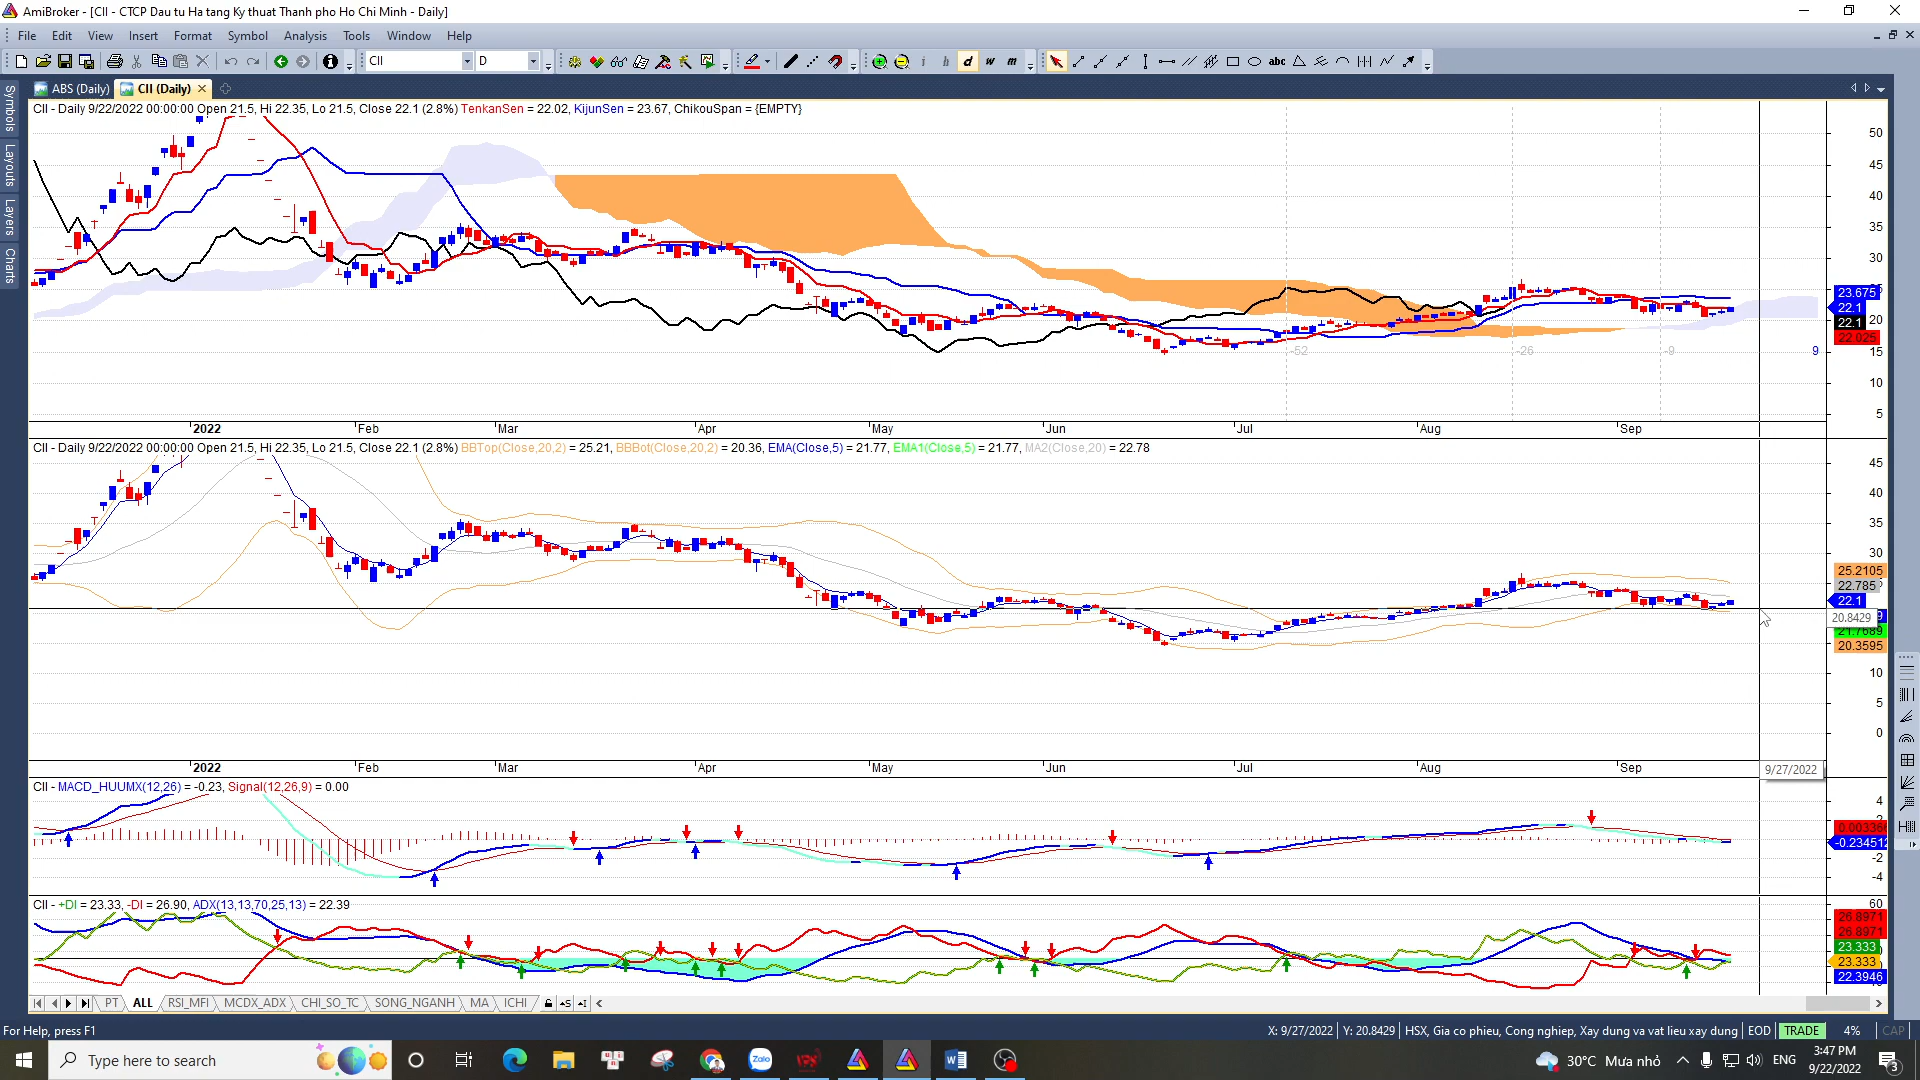 AmiBroker - [CII - CTCP Dau tu Ha tang Ky thuat Thanh pho Ho Chi Minh - Daily]
File Edit View Insert Format Symbol Analysis Tools Window Help
CII D i h d w m abc
ABS (Daily) CII (Daily)
Symbols
Layouts
Layers
Charts
CII - Daily 9/22/2022 00:00:00 Open 21.5, Hi 22.35, Lo 21.5, Close 22.1 (2.8%) TenkanSen = 22.02, KijunSen = 23.67, ChikouSpan = {EMPTY}
50
45
40
35
30
23.675
22.1
20
22.1
22.025
-52 -26 -9 9 15
10
5
2022 Feb Mar Apr May Jun Jul Aug Sep
CII - Daily 9/22/2022 00:00:00 Open 21.5, Hi 22.35, Lo 21.5, Close 22.1 (2.8%) BBTop(Close,20,2) = 25.21, BBBot(Close,20,2) = 20.36, EMA(Close,5) = 21.77, EMA1(Close,5) = 21.77, MA2(Close,20) = 22.78
45
40
35
30
25.2105
22.785
22.1
20.8429
21.7689
20.3595
10
5
0
2022 Feb Mar Apr May Jun Jul Aug Sep 9/27/2022
CII - MACD_HUUMX(12,26) = -0.23, Signal(12,26,9) = 0.00
4
2
-0.234512
-2
-4
CII - +DI = 23.33, -DI = 26.90, ADX(13,13,70,25,13) = 22.39
60
26.8971
26.8971
23.333
23.333
22.3946
PT ALL RSI_MFI MCDX_ADX CHI_SO_TC SONG_NGANH MA ICHI
For Help, press F1 X: 9/27/2022 Y: 20.8429 HSX, Gia co phieu, Cong nghiep, Xay dung va vat lieu xay dung EOD TRADE 4% CAP
Type here to search Zalo 30°C Mưa nhỏ ENG 3:47 PM
9/22/2022 3